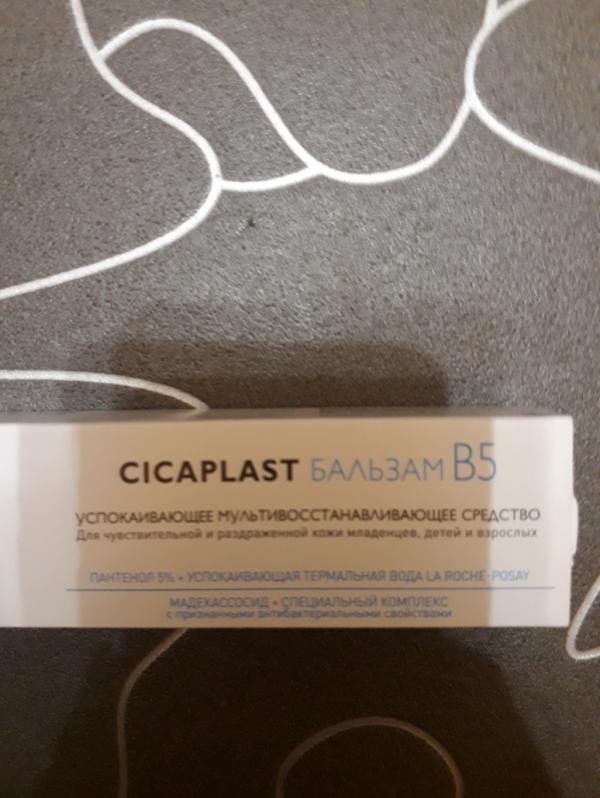 CICAPLAST БАЛЬЗАМ B5
УСПОКАИВАЮЩЕЕ МУЛЬТИВОССТАНАВЛИВАЮЩЕЕ СРЕДСТВО
Для чувствительной и раздраженной кожи младенцев, детей и взрослых
ПАНТЕНОЛ 5% + УСПОКАИВАЮЩАЯ ТЕРМАЛЬНАЯ ВОДА LA ROCHE-POSAY
МАДЕКАССОСИД + СПЕЦИАЛЬНЫЙ КОМПЛЕКС
с признанными антибактериальными свойствами